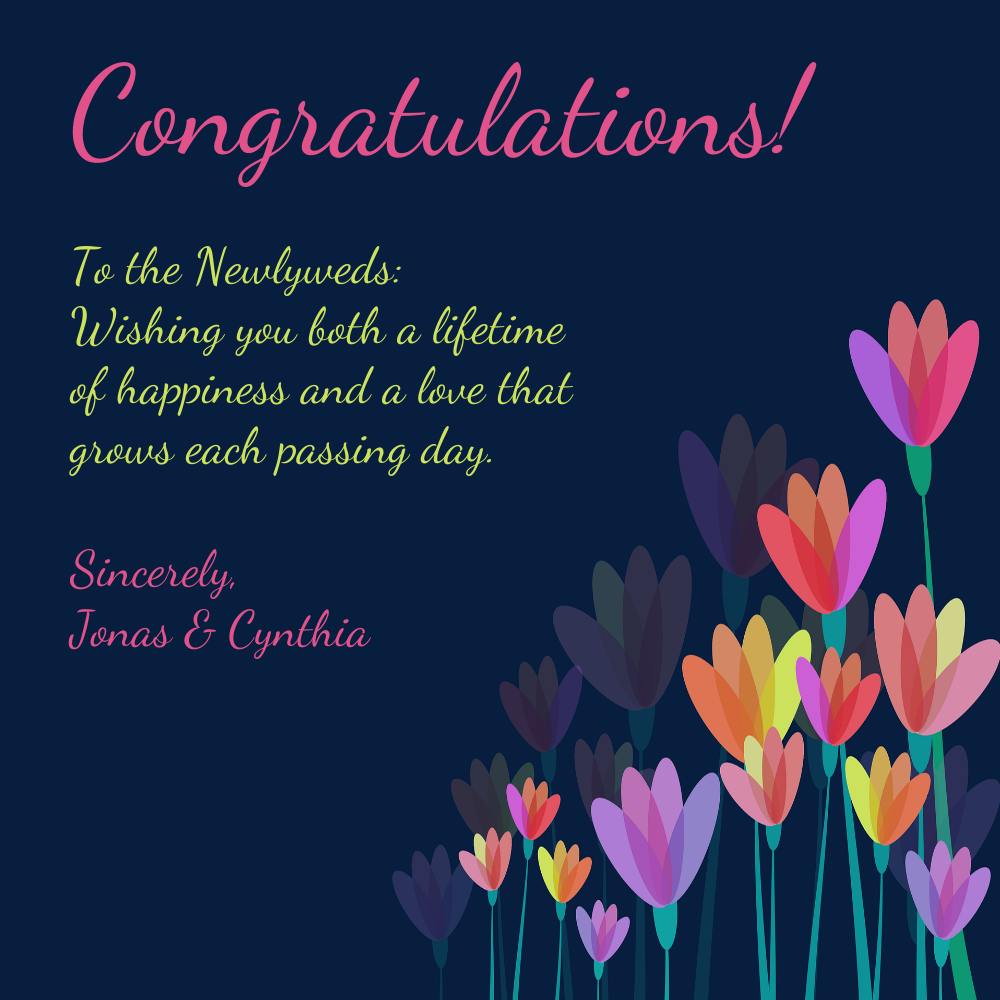 Congratulations!
To the Newlyweds:
Wishing you both a lifetime
of happiness and a love that
grows each passing day.
Sincerely,
Jonas & Cynthia